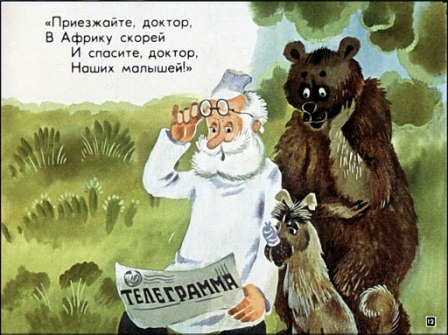 «Приезжайте, доктор,
В Африку скорей
И спасите, доктор,
Наших малышей!»
ТЕЛЕГРАММА
12